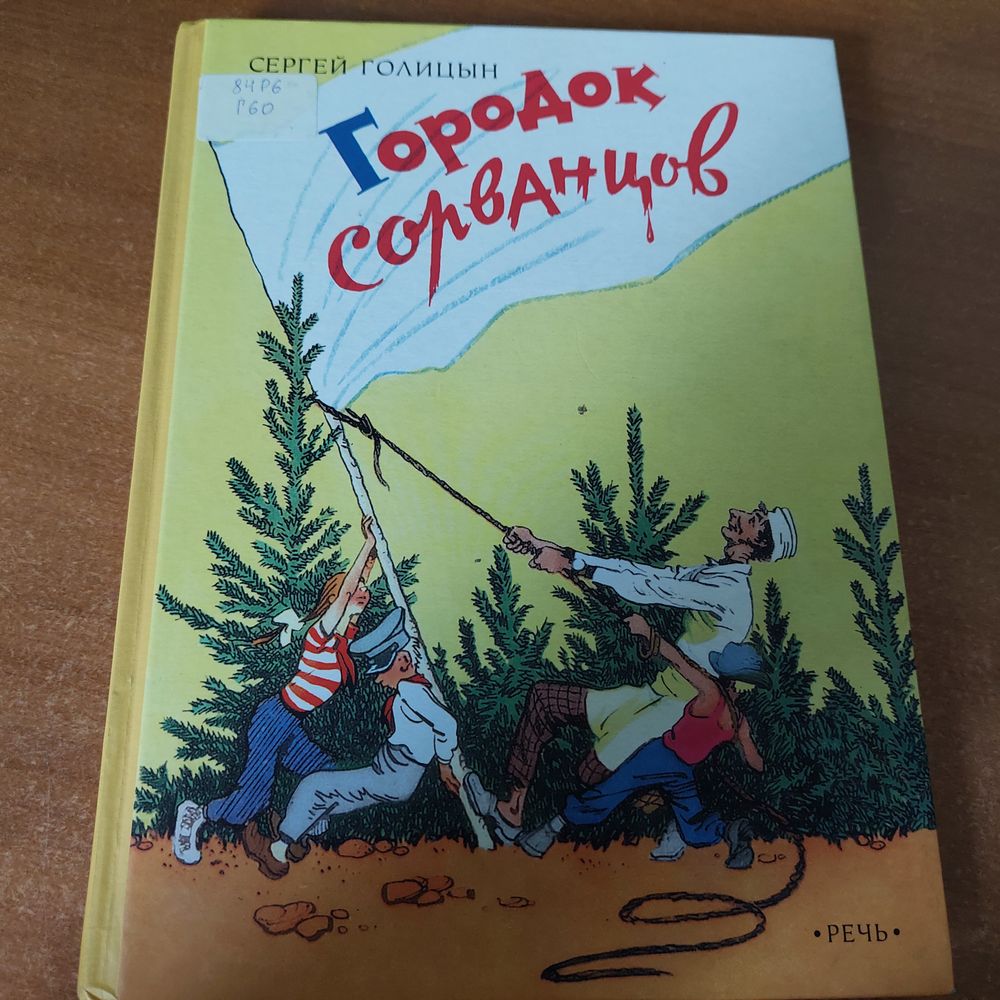 СЕРГЕЙ ГОЛИЦЫН
84Р6
Г60
Городок
сорванцов
• РЕЧЬ •